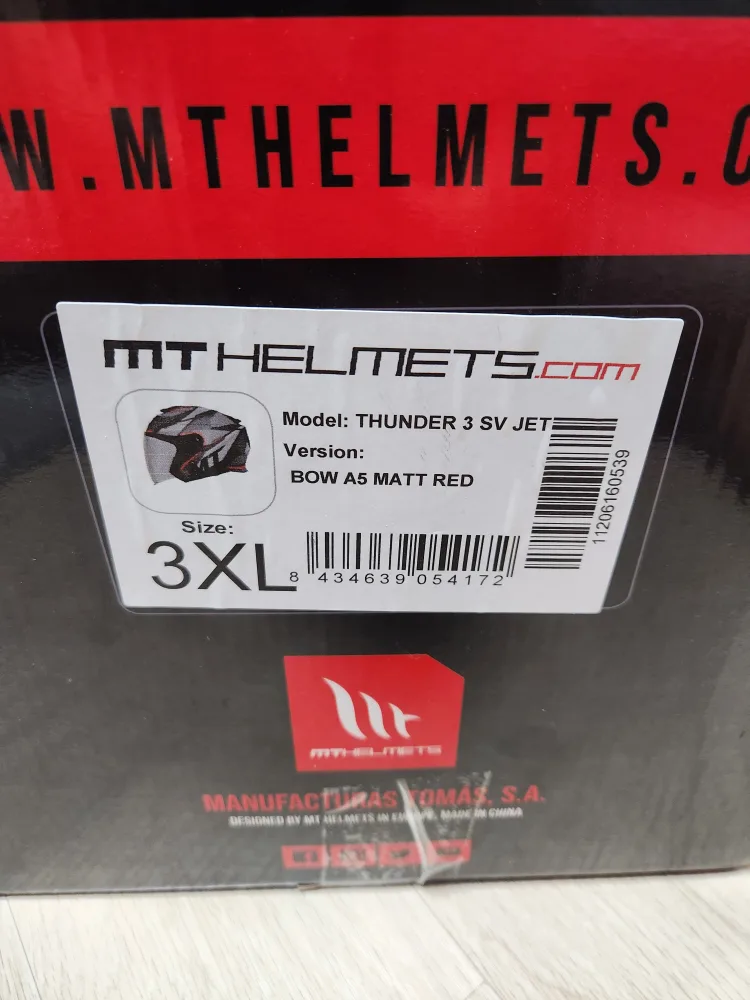 W.MTHELMETS.C
MTHELMETS.com
Model: THUNDER 3 SV JET
Version:
BOW A5 MATT RED
Size:
3XL
8 434639 054172
11206160539
MTHELMETS
MANUFACTURAS TOMÁS, S.A.
DESIGNED BY MT HELMETS IN EUROPE, MADE IN CHINA